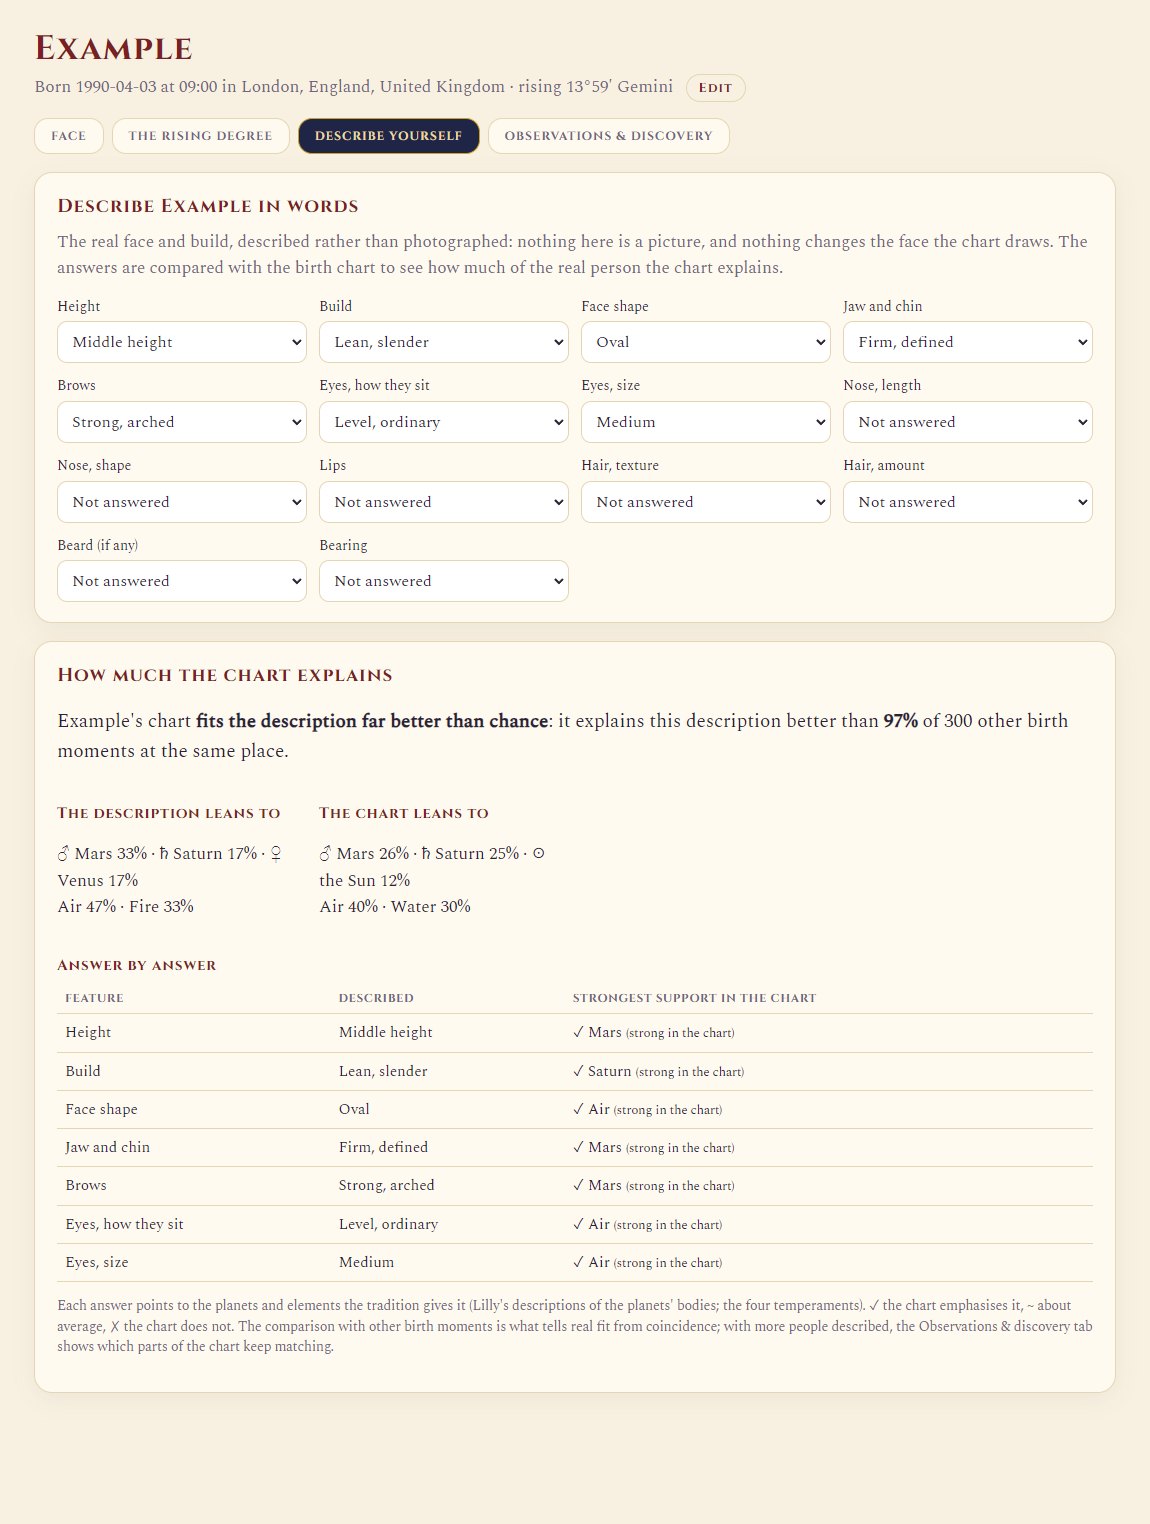 Example
Born 1990-04-03 at 09:00 in London, England, United Kingdom · rising 13°59′ Gemini Edit
Face The Rising Degree Describe Yourself Observations & Discovery
Describe Example in words
The real face and build, described rather than photographed: nothing here is a picture, and nothing changes the face the chart draws. The
answers are compared with the birth chart to see how much of the real person the chart explains.
Height Build Face shape Jaw and chin
Middle height Lean, slender Oval Firm, defined
Brows Eyes, how they sit Eyes, size Nose, length
Strong, arched Level, ordinary Medium Not answered
Nose, shape Lips Hair, texture Hair, amount
Not answered Not answered Not answered Not answered
Beard (if any) Bearing
Not answered Not answered
How much the chart explains
Example's chart fits the description far better than chance: it explains this description better than 97% of 300 other birth
moments at the same place.
The description leans to The chart leans to
♂ Mars 33% · ♄ Saturn 17% · ♀ ♂ Mars 26% · ♄ Saturn 25% · ☉
Venus 17% the Sun 12%
Air 47% · Fire 33% Air 40% · Water 30%
Answer by answer
Feature Described Strongest support in the chart
Height Middle height ✓ Mars (strong in the chart)
Build Lean, slender ✓ Saturn (strong in the chart)
Face shape Oval ✓ Air (strong in the chart)
Jaw and chin Firm, defined ✓ Mars (strong in the chart)
Brows Strong, arched ✓ Mars (strong in the chart)
Eyes, how they sit Level, ordinary ✓ Air (strong in the chart)
Eyes, size Medium ✓ Air (strong in the chart)
Each answer points to the planets and elements the tradition gives it (Lilly's descriptions of the planets' bodies; the four temperaments). ✓ the chart emphasises it, ~ about
average, ✗ the chart does not. The comparison with other birth moments is what tells real fit from coincidence; with more people described, the Observations & discovery tab
shows which parts of the chart keep matching.